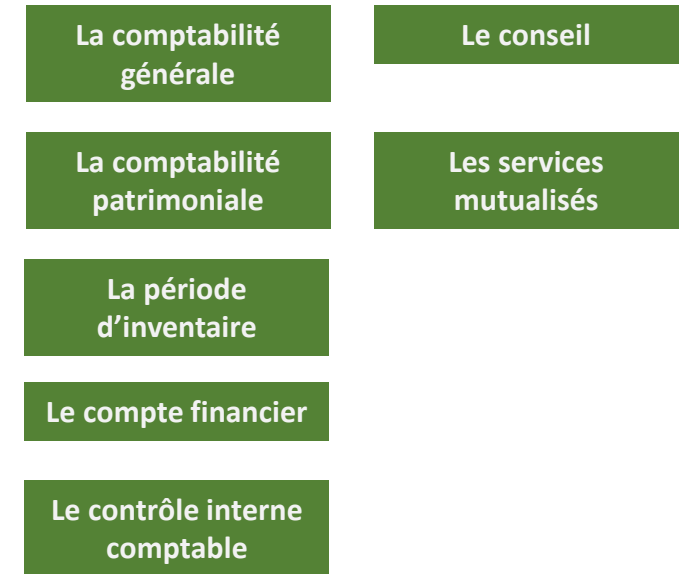 La comptabilité
générale
La comptabilité
patrimoniale
La période
d’inventaire
Le compte financier
Le contrôle interne
comptable
Le conseil
Les services
mutualisés